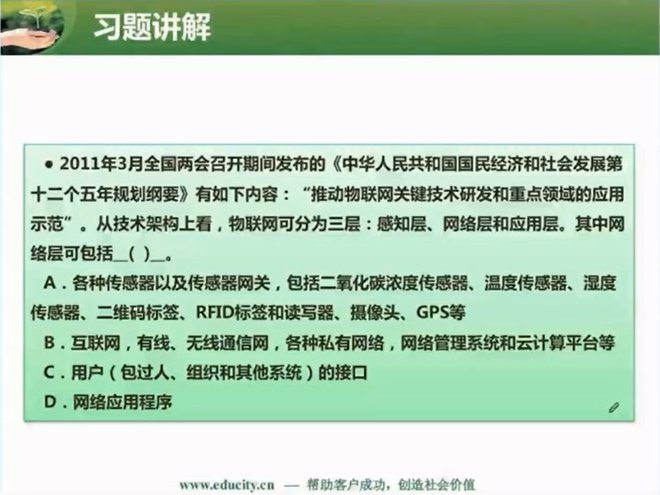 习题讲解
● 2011年3月全国两会召开期间发布的《中华人民共和国国民经济和社会发展第
十二个五年规划纲要》有如下内容：“推动物联网关键技术研发和重点领域的应用
示范”。从技术架构上看，物联网可分为三层：感知层、网络层和应用层。其中网
络层可包括__( )__。
A．各种传感器以及传感器网关，包括二氧化碳浓度传感器、温度传感器、湿度
传感器、二维码标签、RFID标签和读写器、摄像头、GPS等
B．互联网，有线、无线通信网，各种私有网络，网络管理系统和云计算平台等
C．用户（包过人、组织和其他系统）的接口
D．网络应用程序
www.educity.cn — 帮助客户成功，创造社会价值